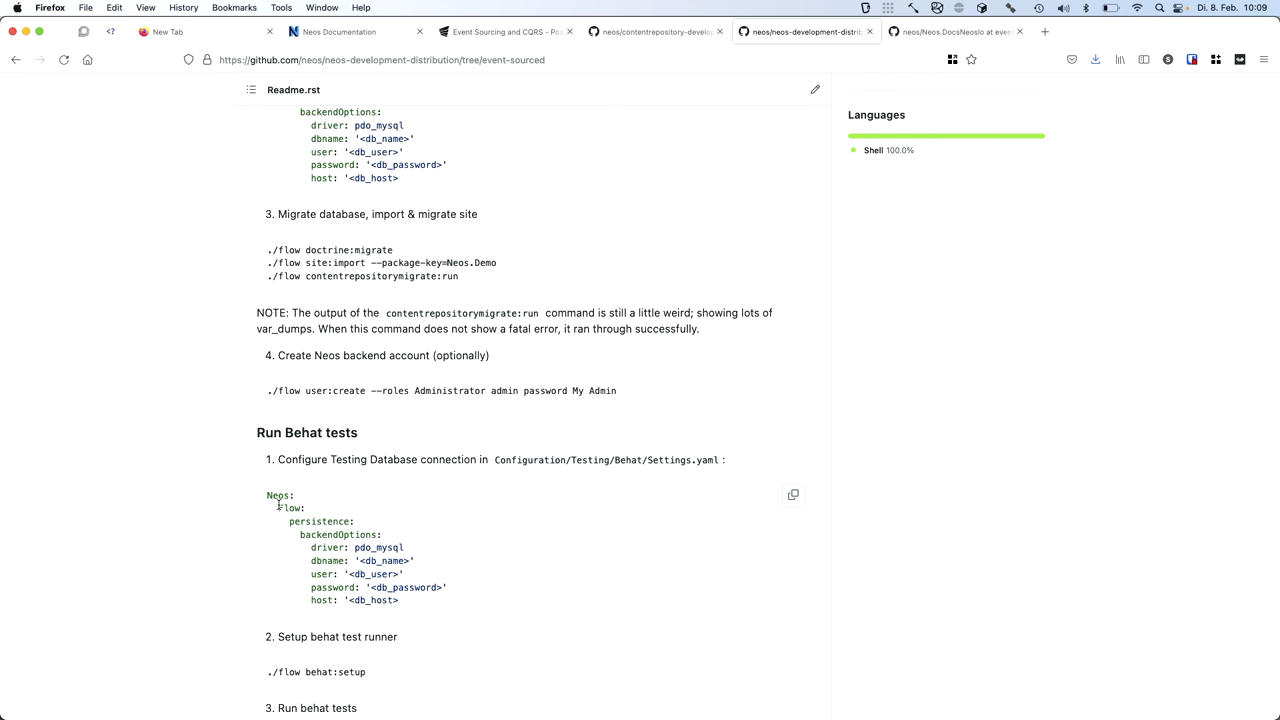 Firefox File Edit View History Bookmarks Tools Window Help Di. 8. Feb. 10:09
New Tab
Neos Documentation
Event Sourcing and CQRS - Pos
neos/contentrepository-develop
neos/neos-development-distrib
neos/Neos.DocsNeosIo at event
https://github.com/neos/neos-development-distribution/tree/event-sourced
Readme.rst
backendOptions:
driver: pdo_mysql
dbname: '<db_name>'
user: '<db_user>'
password: '<db_password>'
host: '<db_host>
3. Migrate database, import & migrate site
./flow doctrine:migrate
./flow site:import --package-key=Neos.Demo
./flow contentrepositorymigrate:run
NOTE: The output of the contentrepositorymigrate:run command is still a little weird; showing lots of
var_dumps. When this command does not show a fatal error, it ran through successfully.
4. Create Neos backend account (optionally)
./flow user:create --roles Administrator admin password My Admin
Run Behat tests
1. Configure Testing Database connection in Configuration/Testing/Behat/Settings.yaml :
Neos:
Flow:
persistence:
backendOptions:
driver: pdo_mysql
dbname: '<db_name>'
user: '<db_user>'
password: '<db_password>'
host: '<db_host>
2. Setup behat test runner
./flow behat:setup
3. Run behat tests
Languages
Shell 100.0%